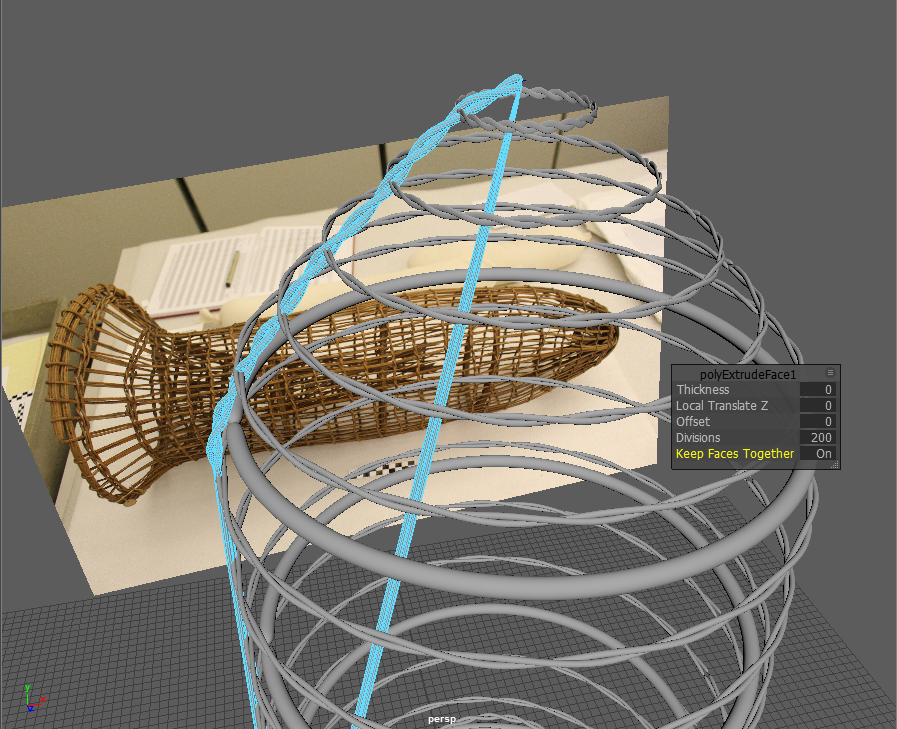 polyExtrudeFace1
Thickness 0
Local Translate Z 0
Offset 0
Divisions 200
Keep Faces Together On
y
z
persp